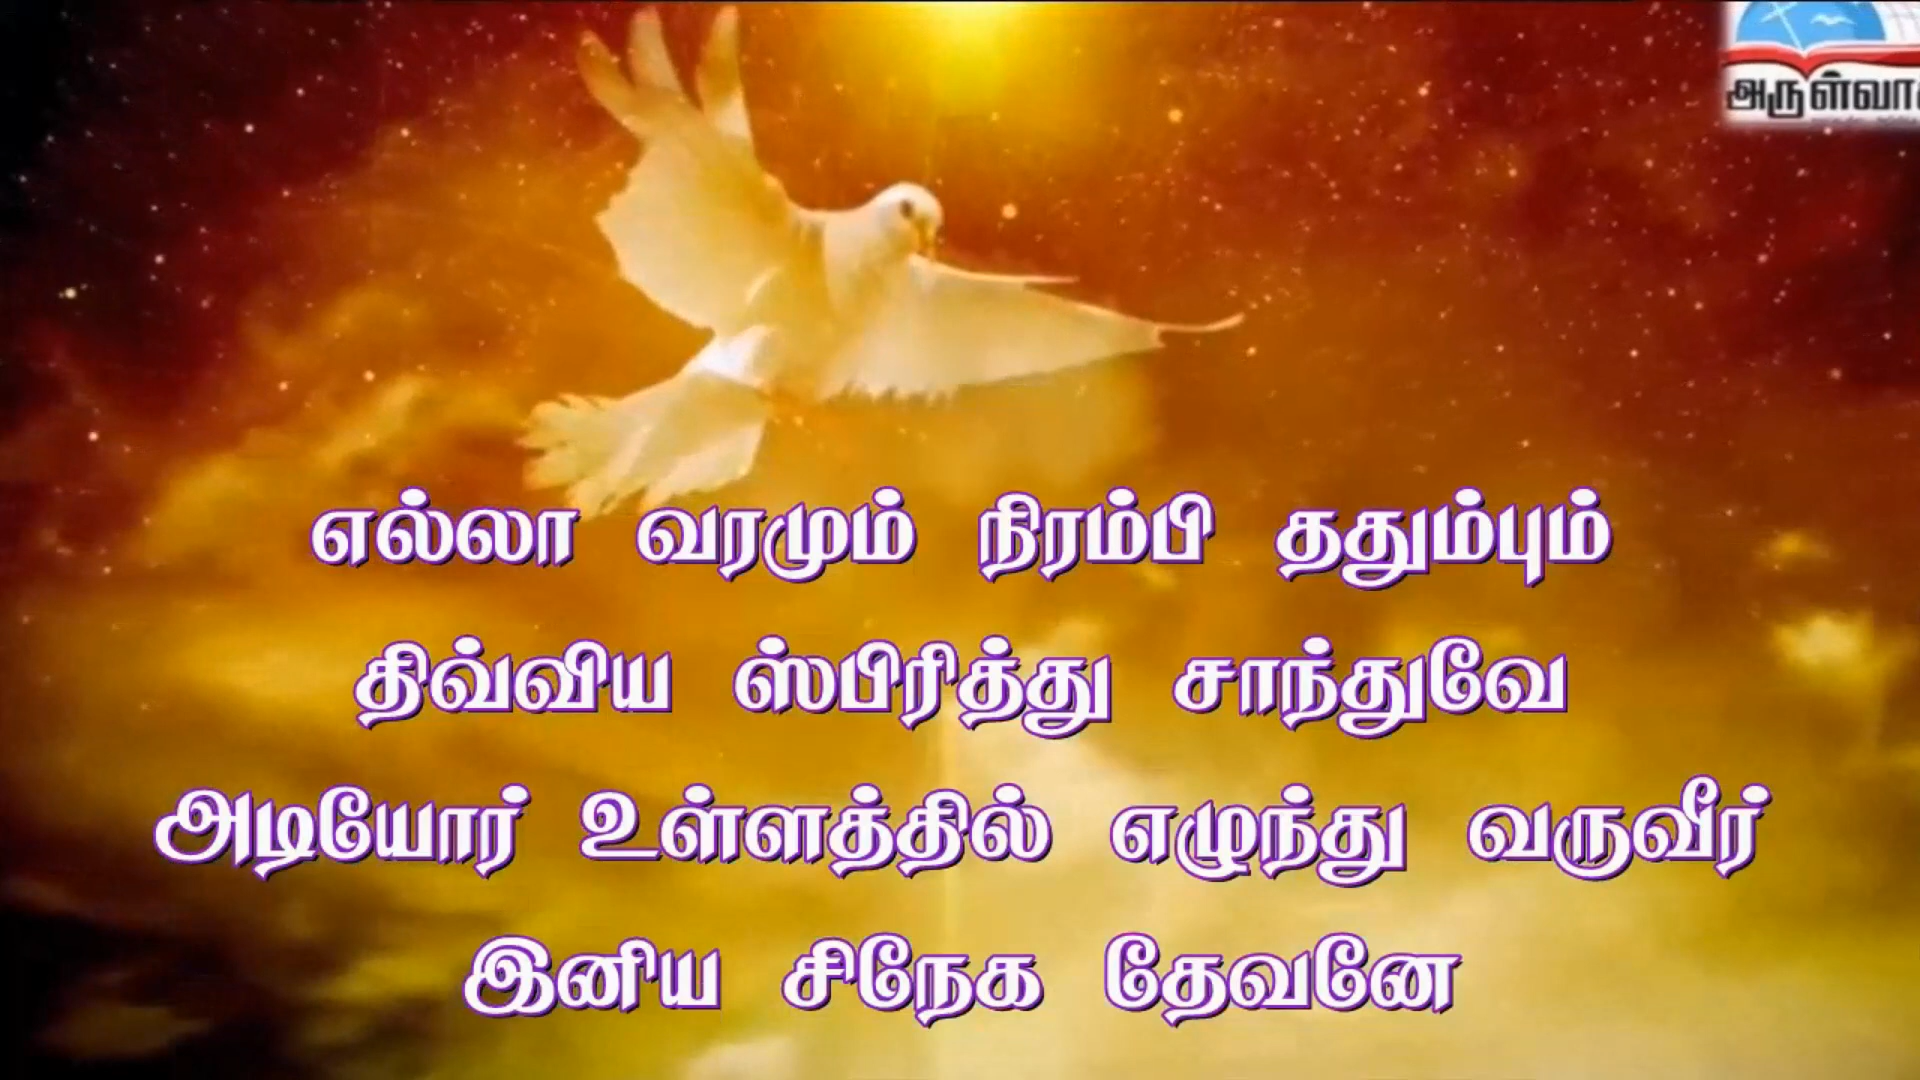 எல்லா வரமும் நிரம்பி ததும்பும்
திவ்விய ஸ்பிரித்து சாந்துவே
அடியோர் உள்ளத்தில் எழுந்து வருவீர்
இனிய சிநேக தேவனே